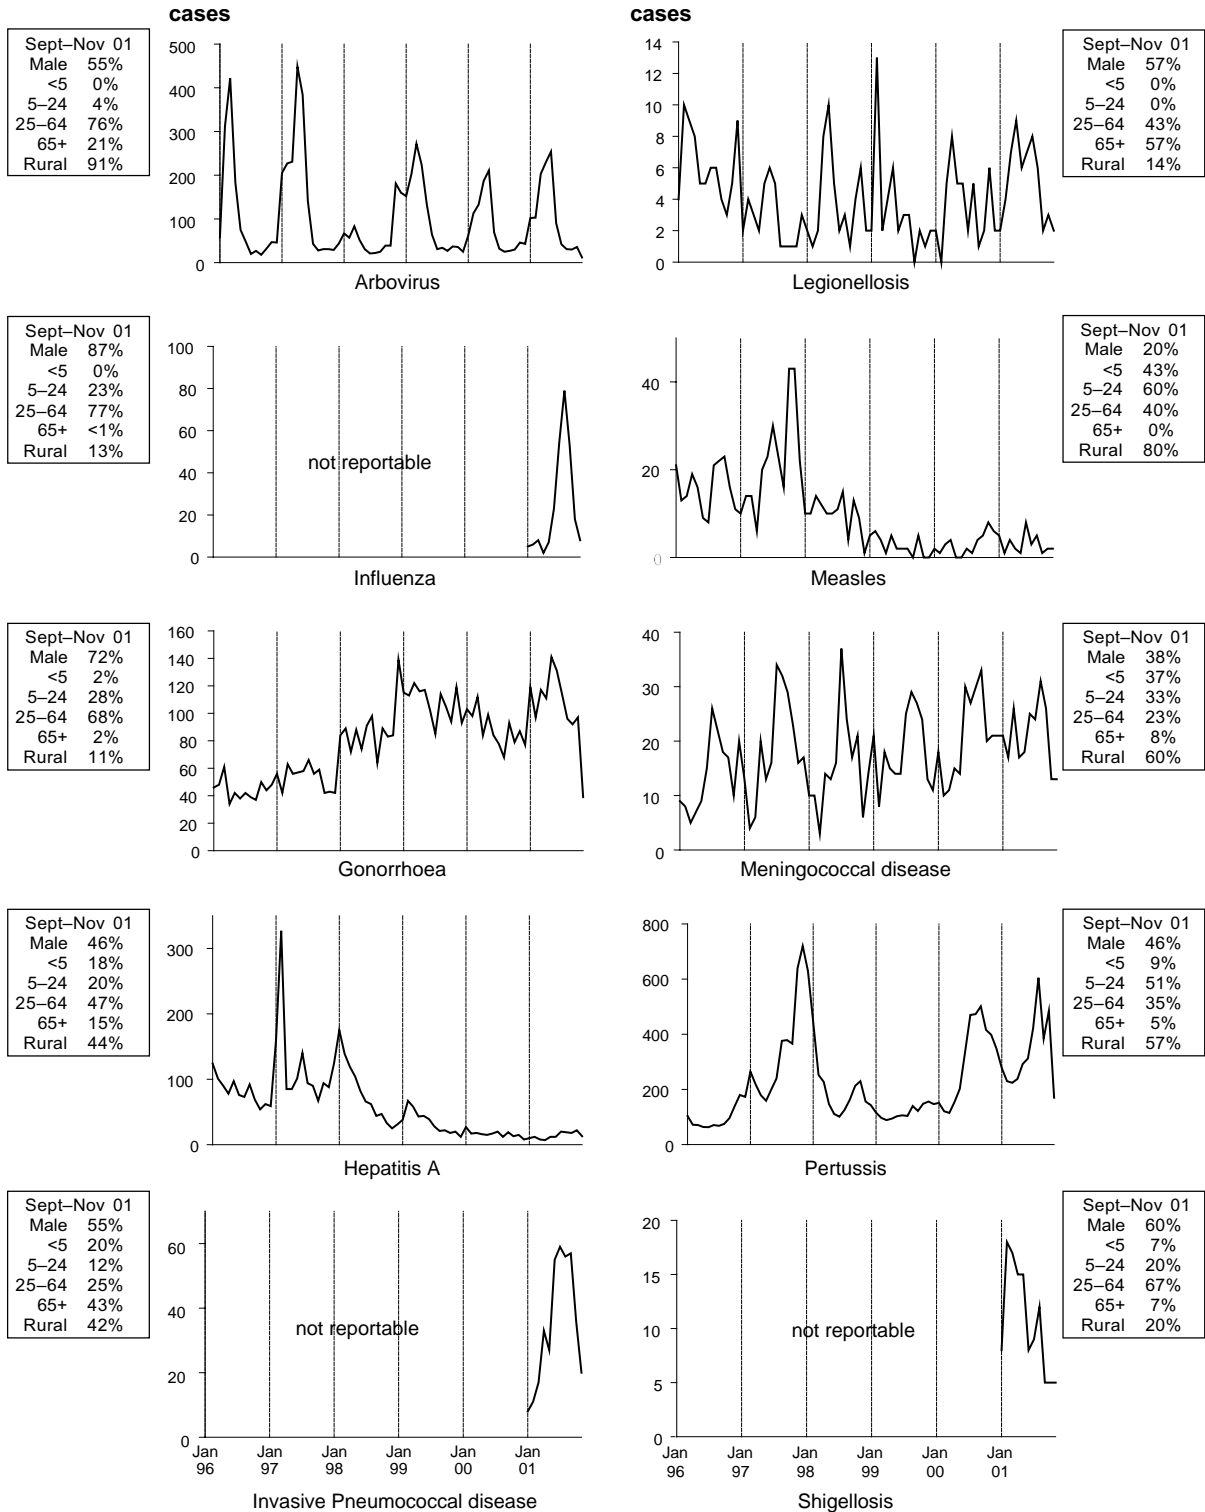 cases
cases
Sept–Nov 01
Male 55%
<5 0%
5–24 4%
25–64 76%
65+ 21%
Rural 91%
500
400
300
200
100
0
Arbovirus
14
12
10
8
6
4
2
0
Legionellosis
Sept–Nov 01
Male 57%
<5 0%
5–24 0%
25–64 43%
65+ 57%
Rural 14%
Sept–Nov 01
Male 87%
<5 0%
5–24 23%
25–64 77%
65+ <1%
Rural 13%
100
80
60
40
20
0
not reportable
Influenza
40
20
0
Measles
Sept–Nov 01
Male 20%
<5 43%
5–24 60%
25–64 40%
65+ 0%
Rural 80%
Sept–Nov 01
Male 72%
<5 2%
5–24 28%
25–64 68%
65+ 2%
Rural 11%
160
140
120
100
80
60
40
20
0
Gonorrhoea
40
30
20
10
0
Meningococcal disease
Sept–Nov 01
Male 38%
<5 37%
5–24 33%
25–64 23%
65+ 8%
Rural 60%
Sept–Nov 01
Male 46%
<5 18%
5–24 20%
25–64 47%
65+ 15%
Rural 44%
300
200
100
0
Hepatitis A
800
600
400
200
0
Pertussis
Sept–Nov 01
Male 46%
<5 9%
5–24 51%
25–64 35%
65+ 5%
Rural 57%
Sept–Nov 01
Male 55%
<5 20%
5–24 12%
25–64 25%
65+ 43%
Rural 42%
60
40
20
0
not reportable
Jan Jan Jan Jan Jan Jan
96 97 98 99 00 01
Invasive Pneumococcal disease
20
15
10
5
0
not reportable
Jan Jan Jan Jan Jan Jan
96 97 98 99 00 01
Shigellosis
Sept–Nov 01
Male 60%
<5 7%
5–24 20%
25–64 67%
65+ 7%
Rural 20%